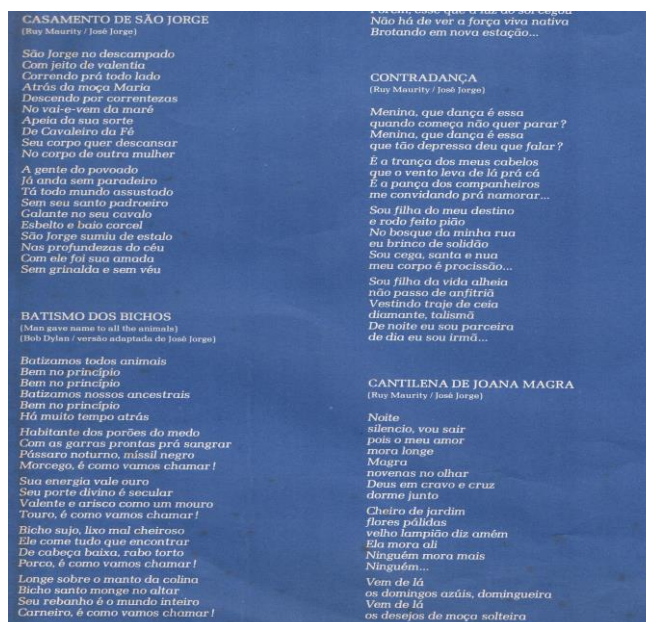 CASAMENTO DE SÃO JORGE
(Ruy Maurity / José Jorge)
São Jorge no descampado
Com jeito de valentia
Correndo prá todo lado
Atrás da moça Maria
Descendo por correntezas
No vai-e-vem da maré
Apeia da sua sorte
De Cavaleiro da Fé
Seu corpo quer descansar
No corpo de outra mulher
A gente do povoado
Já anda sem paradeiro
Tá todo mundo assustado
Sem seu santo padroeiro
Galante no seu cavalo
Esbelto e baio corcel
São Jorge sumiu de estalo
Nas profundezas do céu
Com ele foi sua amada
Sem grinalda e sem véu
BATISMO DOS BICHOS
(Man gave name to all the animals)
(Bob Dylan / versão adaptada de José Jorge)
Batizamos todos animais
Bem no princípio
Bem no princípio
Batizamos nossos ancestrais
Bem no princípio
Há muito tempo atrás
Habitante dos porões do medo
Com as garras prontas prá sangrar
Pássaro noturno, míssil negro
Morcego, é como vamos chamar!
Sua energia vale ouro
Seu porte divino é secular
Valente e arisco como um mouro
Touro, é como vamos chamar!
Bicho sujo, lixo mal cheiroso
Ele come tudo que encontrar
De cabeça baixa, rabo torto
Porco, é como vamos chamar!
Longe sobre o manto da colina
Bicho santo monge no altar
Seu rebanho é o mundo inteiro
Carneiro, é como vamos chamar!
Não há de ver a força viva nativa
Brotando em nova estação...
CONTRADANÇA
(Ruy Maurity / José Jorge)
Menina, que dança é essa
quando começa não quer parar?
Menina, que dança é essa
que tão depressa deu que falar?
É a trança dos meus cabelos
que o vento leva de lá prá cá
É a pança dos companheiros
me convidando prá namorar...
Sou filha do meu destino
e rodo feito pião
No bosque da minha rua
eu brinco de solidão
Sou cega, santa e nua
meu corpo é procissão...
Sou filha da vida alheia
não passo de anfitriã
Vestindo traje de ceia
diamante, talismã
De noite eu sou parceira
de dia eu sou irmã...
CANTILENA DE JOANA MAGRA
(Ruy Maurity / José Jorge)
Noite
silencio, vou sair
pois o meu amor
mora longe
Magra
novenas no olhar
Deus em cravo e cruz
dorme junto
Cheiro de jardim
flores pálidas
velho lampião diz amém
Ela mora ali
Ninguém mora mais
Ninguém...
Vem de lá
os domingos azúis, domingueira
Vem de lá
os desejos de moça solteira